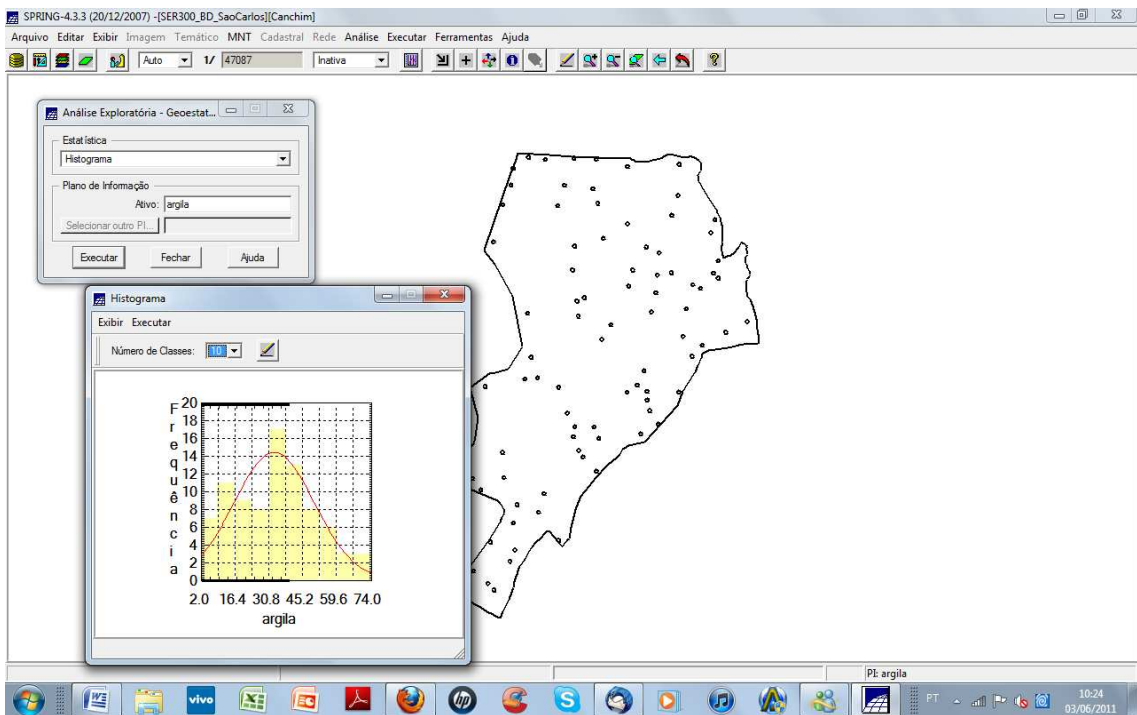 SPRING-4.3.3 (20/12/2007) -[SER300_BD_SaoCarlos][Canchim]
Arquivo Editar Exibir Imagem Temático MNT Cadastral Rede Análise Executar Ferramentas Ajuda
Auto 1/ 47087 Inativa
Análise Exploratória - Geoestat...
Estatística
Histograma
Plano de Informação
Ativo: argila
Selecionar outro PI...
Executar Fechar Ajuda
Histograma
Exibir Executar
Número de Classes: 10
Frequência
20
18
16
14
12
10
8
6
4
2
0
2.0 16.4 30.8 45.2 59.6 74.0
argila
PI: argila
vivo
hp
PT
10:24
03/06/2011